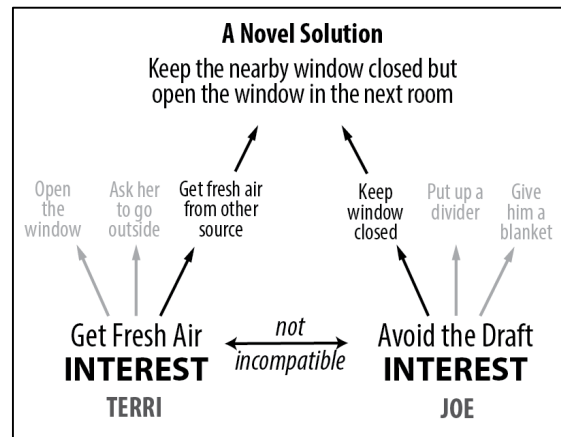 A Novel Solution
Keep the nearby window closed but
open the window in the next room
Open
the
window
Ask her
to go
outside
Get fresh air
from other
source
Keep
window
closed
Put up a
divider
Give
him a
blanket
Get Fresh Air
INTEREST
TERRI
not
incompatible
Avoid the Draft
INTEREST
JOE